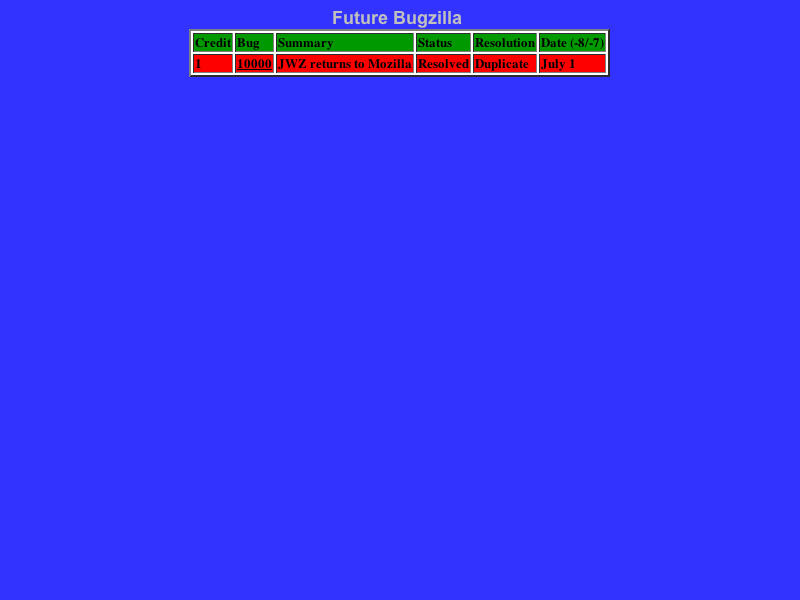 Future Bugzilla
Credit Bug Summary Status Resolution Date (-8/-7)
1 10000 JWZ returns to Mozilla Resolved Duplicate July 1